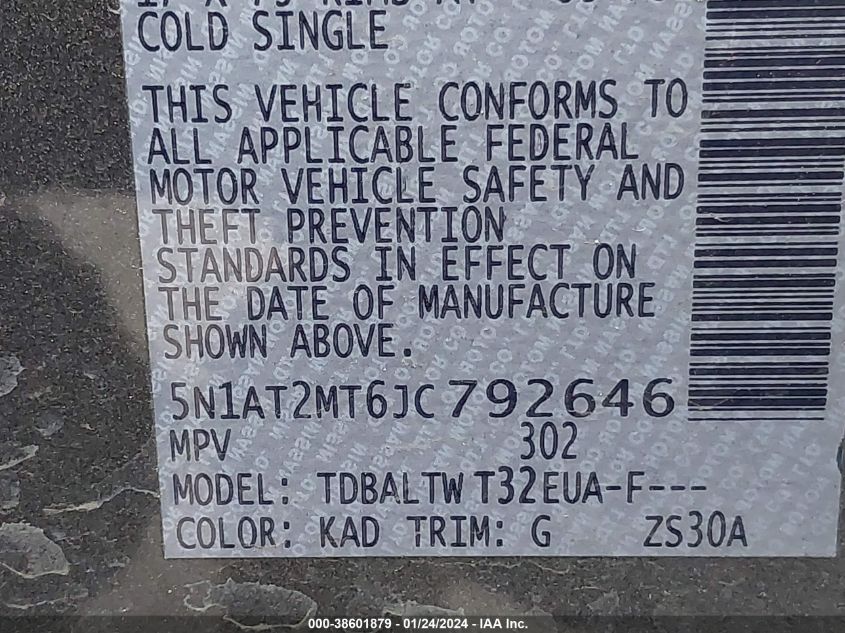 COLD SINGLE
THIS VEHICLE CONFORMS TO
ALL APPLICABLE FEDERAL
MOTOR VEHICLE SAFETY AND
THEFT PREVENTION
STANDARDS IN EFFECT ON
THE DATE OF MANUFACTURE
SHOWN ABOVE.
5N1AT2MT6JC792646
MPV 302
MODEL: TDBALTW T32EUA-F---
COLOR: KAD TRIM: G ZS30A
000-38601879 - 01/24/2024 - IAA Inc.